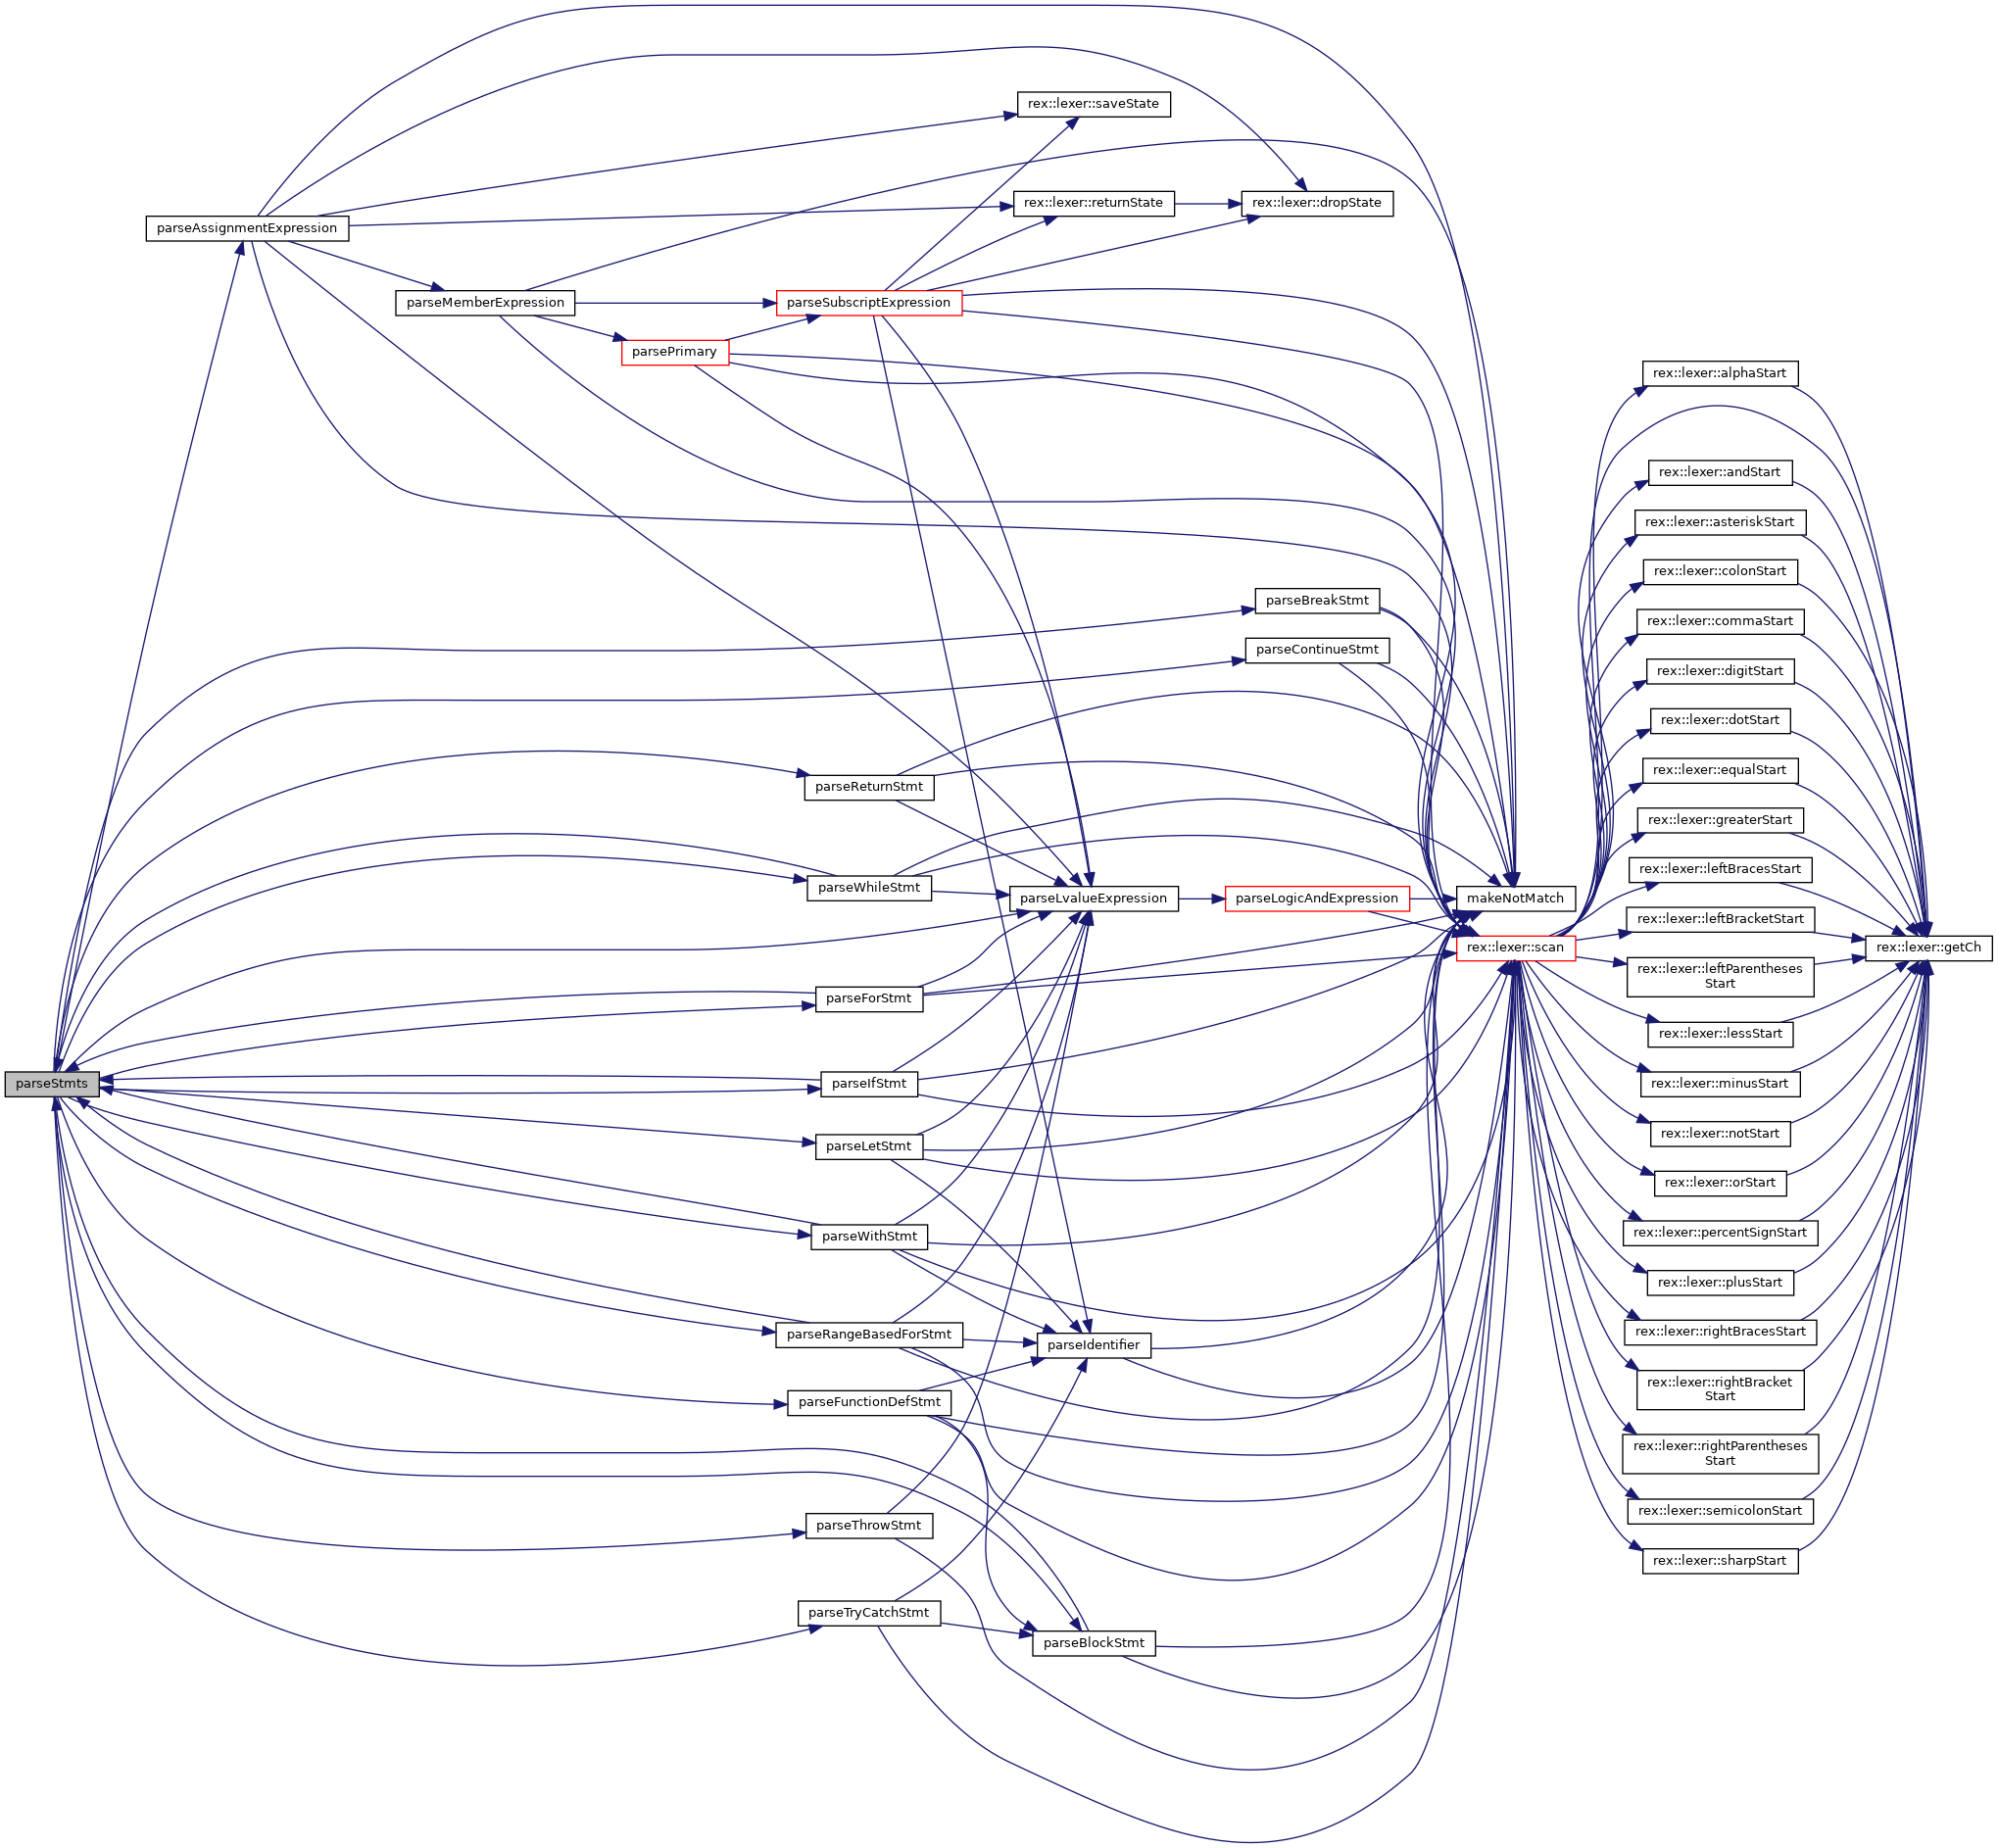 rex::lexer::saveState
rex::lexer::returnState
rex::lexer::dropState
parseAssignmentExpression
parseMemberExpression
parseSubscriptExpression
parsePrimary
rex::lexer::alphaStart
rex::lexer::andStart
rex::lexer::asteriskStart
rex::lexer::colonStart
parseBreakStmt
rex::lexer::commaStart
parseContinueStmt
rex::lexer::digitStart
rex::lexer::dotStart
rex::lexer::equalStart
parseReturnStmt
rex::lexer::greaterStart
rex::lexer::leftBracesStart
parseWhileStmt
parseLvalueExpression
parseLogicAndExpression
makeNotMatch
rex::lexer::leftBracketStart
rex::lexer::scan
rex::lexer::getCh
rex::lexer::leftParentheses
Start
parseForStmt
rex::lexer::lessStart
parseStmts
parseIfStmt
rex::lexer::minusStart
rex::lexer::notStart
parseLetStmt
rex::lexer::orStart
rex::lexer::percentSignStart
parseWithStmt
rex::lexer::plusStart
parseRangeBasedForStmt
rex::lexer::rightBracesStart
parseIdentifier
rex::lexer::rightBracket
Start
parseFunctionDefStmt
rex::lexer::rightParentheses
Start
rex::lexer::semicolonStart
parseThrowStmt
rex::lexer::sharpStart
parseTryCatchStmt
parseBlockStmt